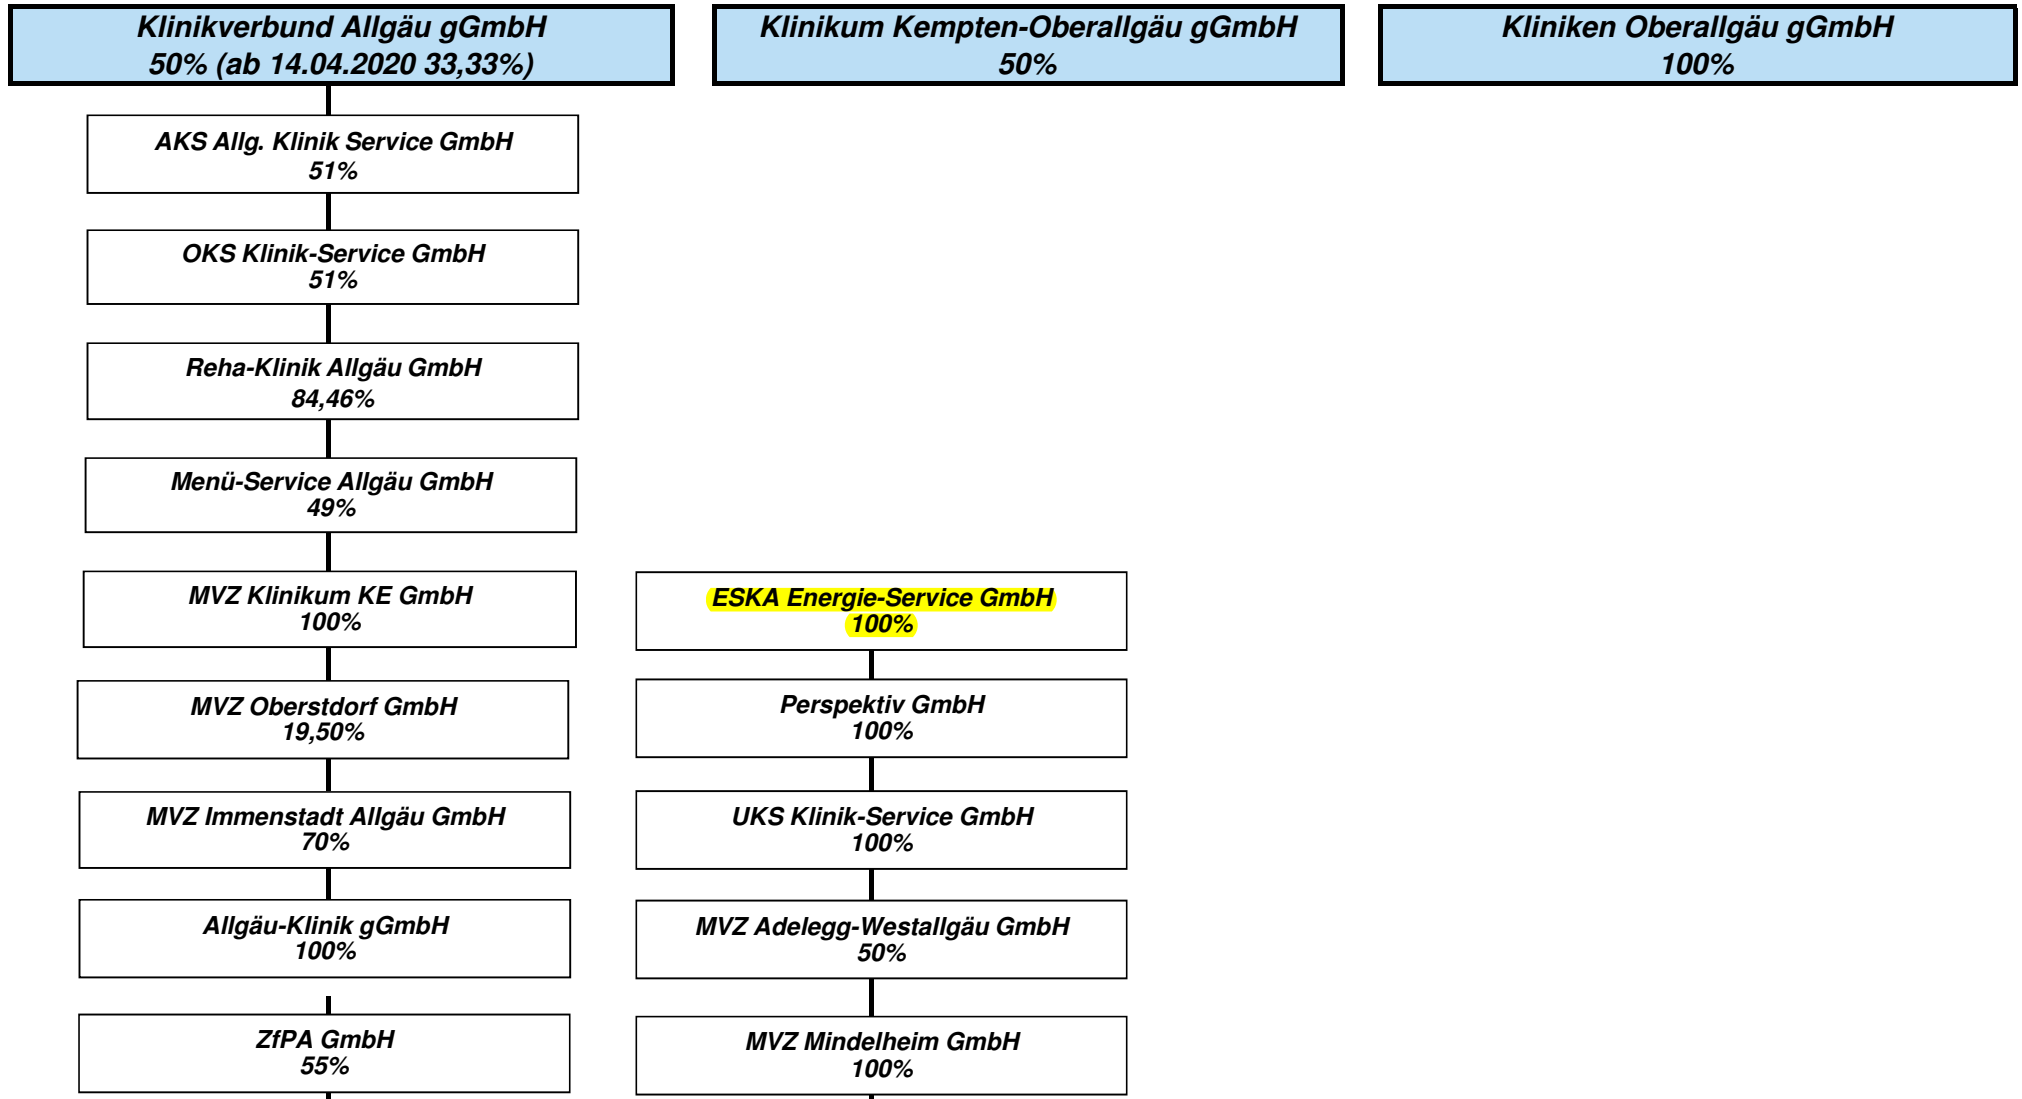 Klinikverbund Allgäu gGmbH
50% (ab 14.04.2020 33,33%)
Klinikum Kempten-Oberallgäu gGmbH
50%
Kliniken Oberallgäu gGmbH
100%
AKS Allg. Klinik Service GmbH
51%
OKS Klinik-Service GmbH
51%
Reha-Klinik Allgäu GmbH
84,46%
Menü-Service Allgäu GmbH
49%
MVZ Klinikum KE GmbH
100%
MVZ Oberstdorf GmbH
19,50%
MVZ Immenstadt Allgäu GmbH
70%
Allgäu-Klinik gGmbH
100%
ZfPA GmbH
55%
ESKA Energie-Service GmbH
100%
Perspektiv GmbH
100%
UKS Klinik-Service GmbH
100%
MVZ Adelegg-Westallgäu GmbH
50%
MVZ Mindelheim GmbH
100%